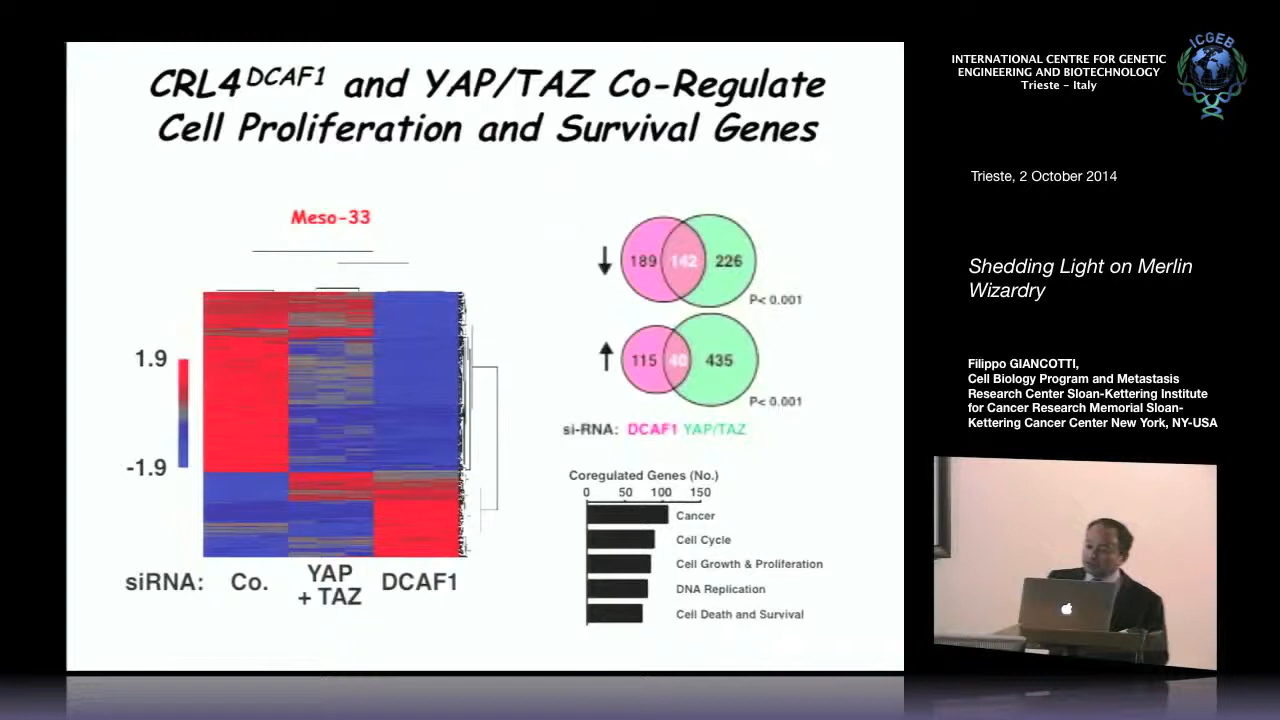 CRL4DCAF1 and YAP/TAZ Co-Regulate
Cell Proliferation and Survival Genes
Meso-33
1.9
-1.9
siRNA: Co. YAP + TAZ DCAF1
189 142 226
P< 0.001
115 40 435
P< 0.001
si-RNA: DCAF1 YAP/TAZ
Coregulated Genes (No.)
0 50 100 150
Cancer
Cell Cycle
Cell Growth & Proliferation
DNA Replication
Cell Death and Survival
INTERNATIONAL CENTRE FOR GENETIC
ENGINEERING AND BIOTECHNOLOGY
Trieste - Italy
ICGEB
Trieste, 2 October 2014
Shedding Light on Merlin
Wizardry
Filippo GIANCOTTI,
Cell Biology Program and Metastasis
Research Center Sloan-Kettering Institute
for Cancer Research Memorial Sloan-
Kettering Cancer Center New York, NY-USA